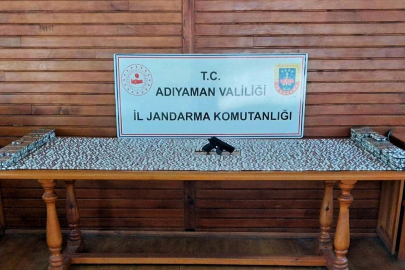 T.C.
ADIYAMAN VALİLİĞİ
İL JANDARMA KOMUTANLIĞI